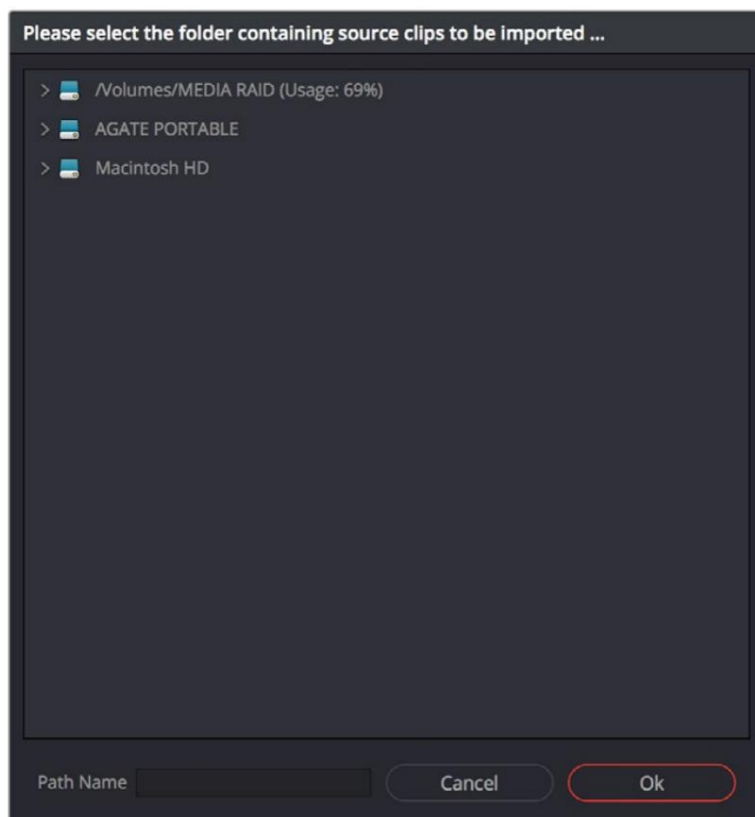 Please select the folder containing source clips to be imported ...
/Volumes/MEDIA RAID (Usage: 69%)
AGATE PORTABLE
Macintosh HD
Path Name Cancel Ok